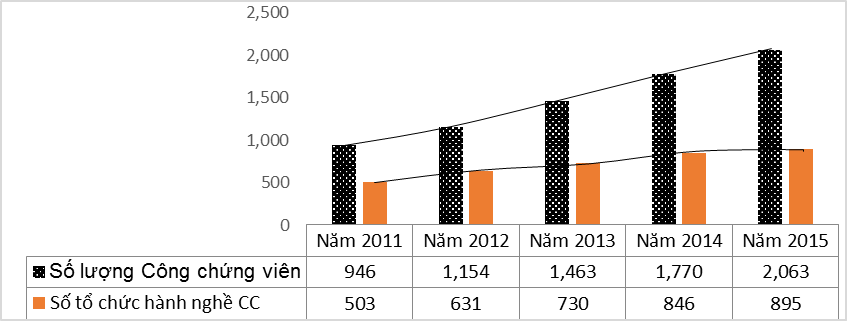 2,500
2,000
1,500
1,000
500
0
Năm 2011 Năm 2012 Năm 2013 Năm 2014 Năm 2015
Số lượng Công chứng viên 946 1,154 1,463 1,770 2,063
Số tổ chức hành nghề CC 503 631 730 846 895